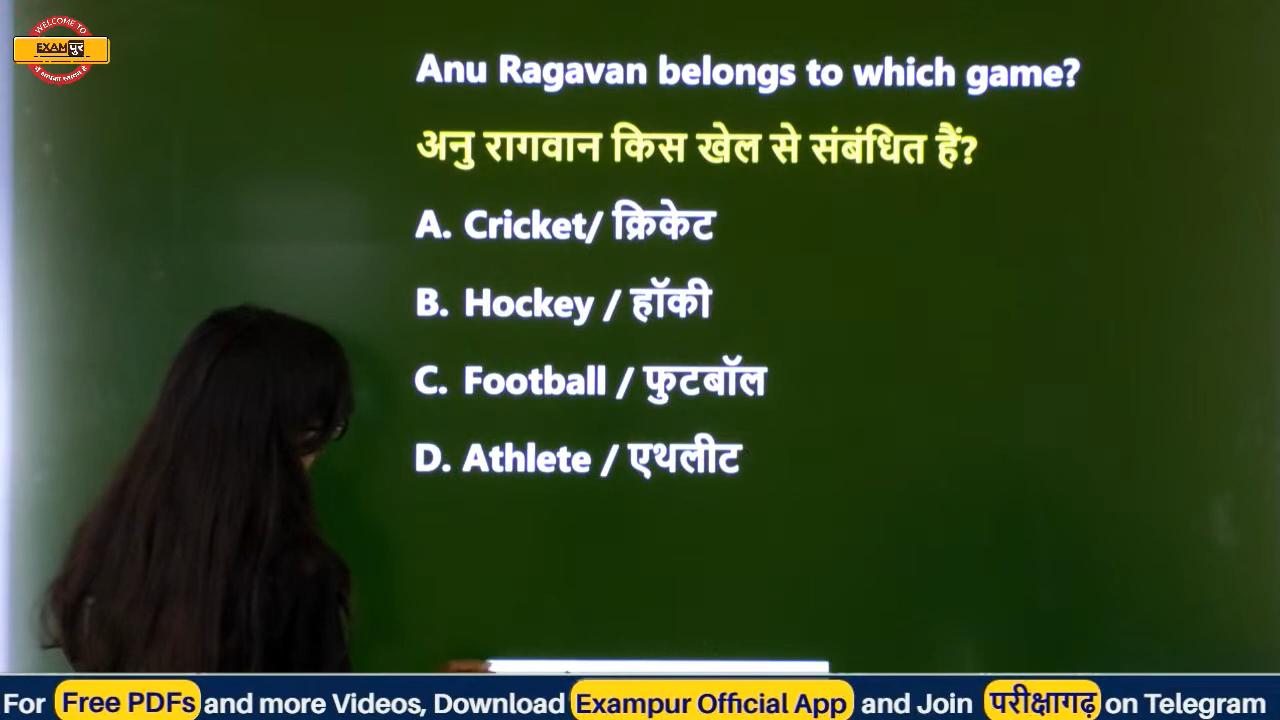 WELCOME TO
EXAMपुर
Anu Ragavan belongs to which game?
अनु रागवान किस खेल से संबंधित हैं?
A. Cricket/ क्रिकेट
B. Hockey / हॉकी
C. Football / फुटबॉल
D. Athlete / एथलीट
For Free PDFs and more Videos, Download Exampur Official App and Join परीक्षागढ़ on Telegram